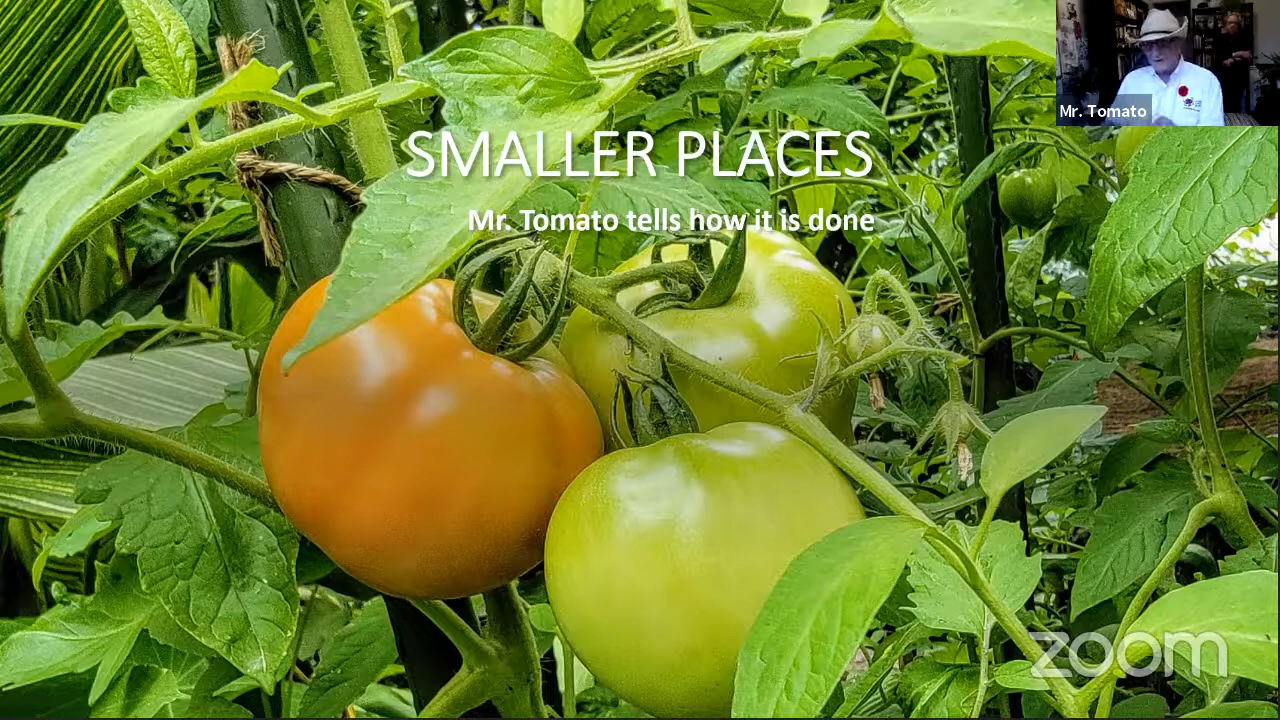 SMALLER PLACES
Mr. Tomato tells how it is done
Mr. Tomato
zoom